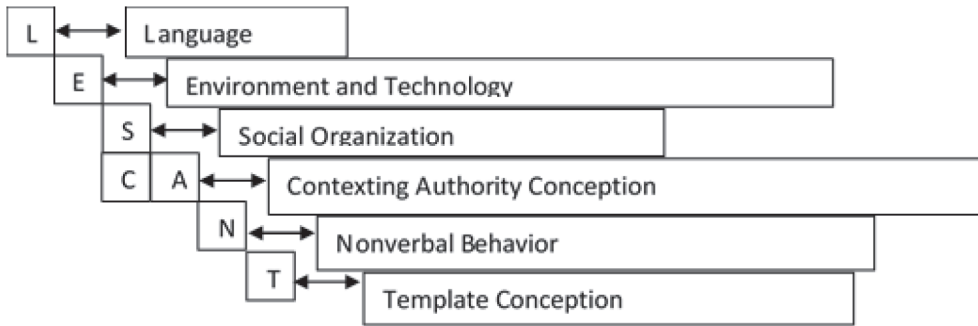 L Language
E Environment and Technology
S Social Organization
C A Contexting Authority Conception
N Nonverbal Behavior
T Template Conception